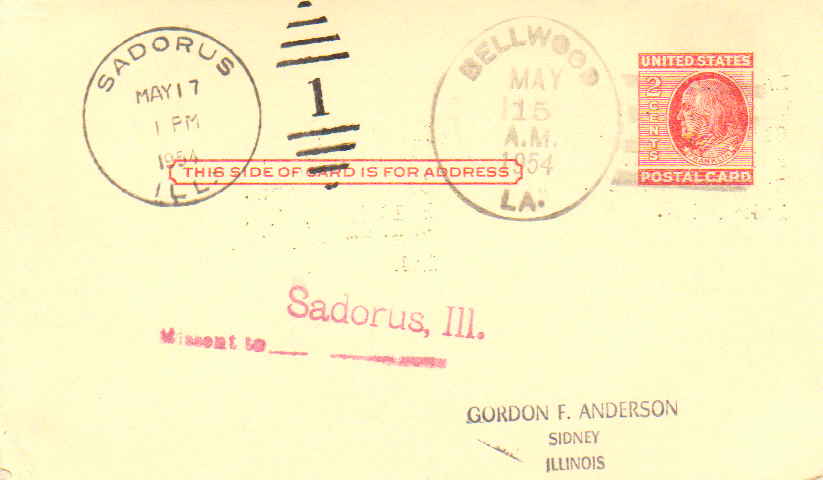 SADORUS
MAY 17
1 PM
1954
ILL.
1
BELLWOOD
MAY
15
A.M.
1954
LA.
UNITED STATES
2 CENTS
FRANKLIN
POSTAL CARD
THIS SIDE OF CARD IS FOR ADDRESS
Sadorus, Ill.
Missent to
GORDON F. ANDERSON
SIDNEY
ILLINOIS